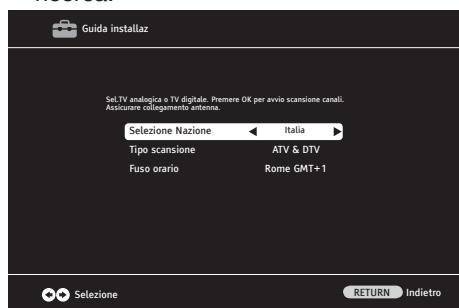 Guida installaz
Sel.TV analogica o TV digitale. Premere OK per avvio scansione canali.
Assicurare collegamento antenna.
Selezione Nazione Italia
Tipo scansione ATV & DTV
Fuso orario Rome GMT+1
Selezione RETURN Indietro